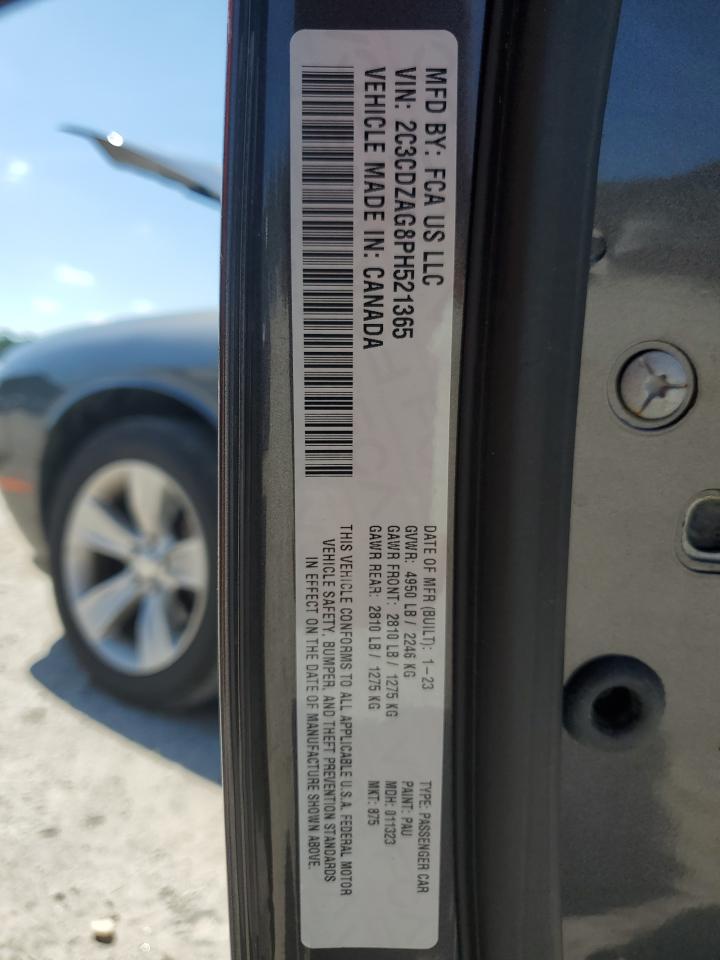 MFD BY: FCA US LLC
VIN: 2C3CDZAG8PH521365
VEHICLE MADE IN: CANADA
DATE OF MFR (BUILT): 1-23
GVWR: 4950 LB / 2246 KG
GAWR FRONT: 2810 LB / 1275 KG
GAWR REAR: 2810 LB / 1275 KG
TYPE: PASSENGER CAR
PAINT: PAU
MDH: 011323
MKT: 875
THIS VEHICLE CONFORMS TO ALL APPLICABLE U.S.A. FEDERAL MOTOR
VEHICLE SAFETY, BUMPER, AND THEFT PREVENTION STANDARDS
IN EFFECT ON THE DATE OF MANUFACTURE SHOWN ABOVE.